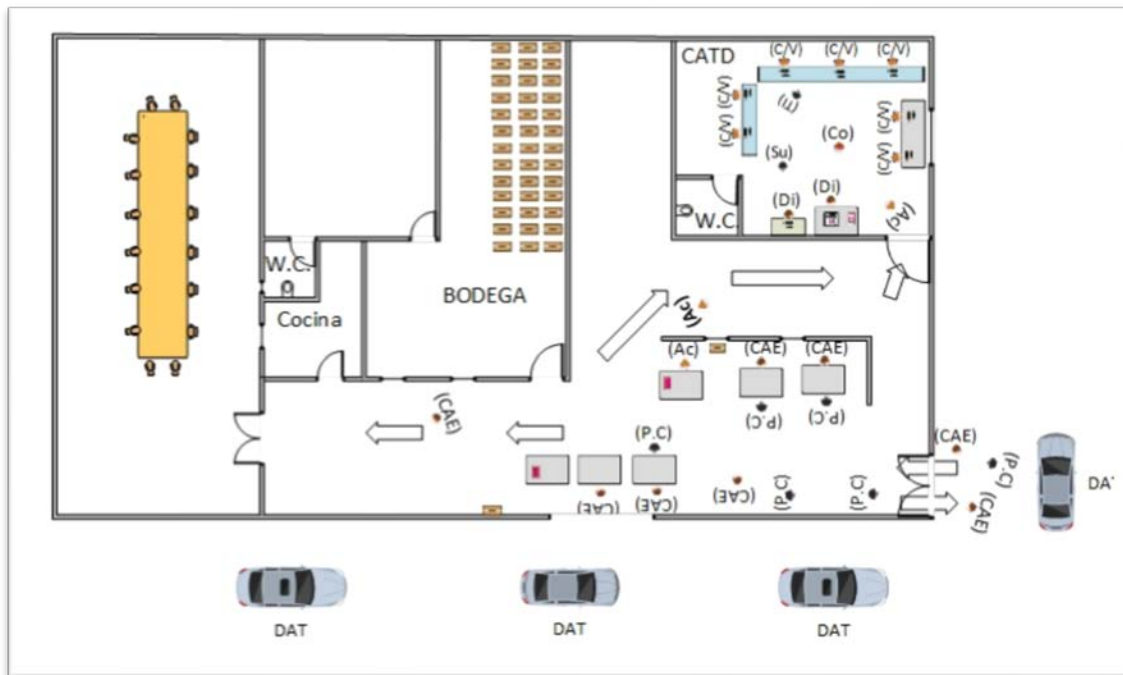 CATD
(C/V)
(C/V)
(C/V)
(C/V)
(C/V)
(C/V)
(C/V)
(E)
(Co)
(Su)
(Di)
(Di)
(Ac)
W.C.
W.C.
Cocina
BODEGA
(Ac)
(Ac)
(CAE)
(CAE)
(P.C)
(P.C)
(CAE)
(P.C)
(CAE)
(CAE)
(CAE)
(P.C)
(P.C)
(CAE)
(P.C)
(CAE)
DAT
DAT
DAT